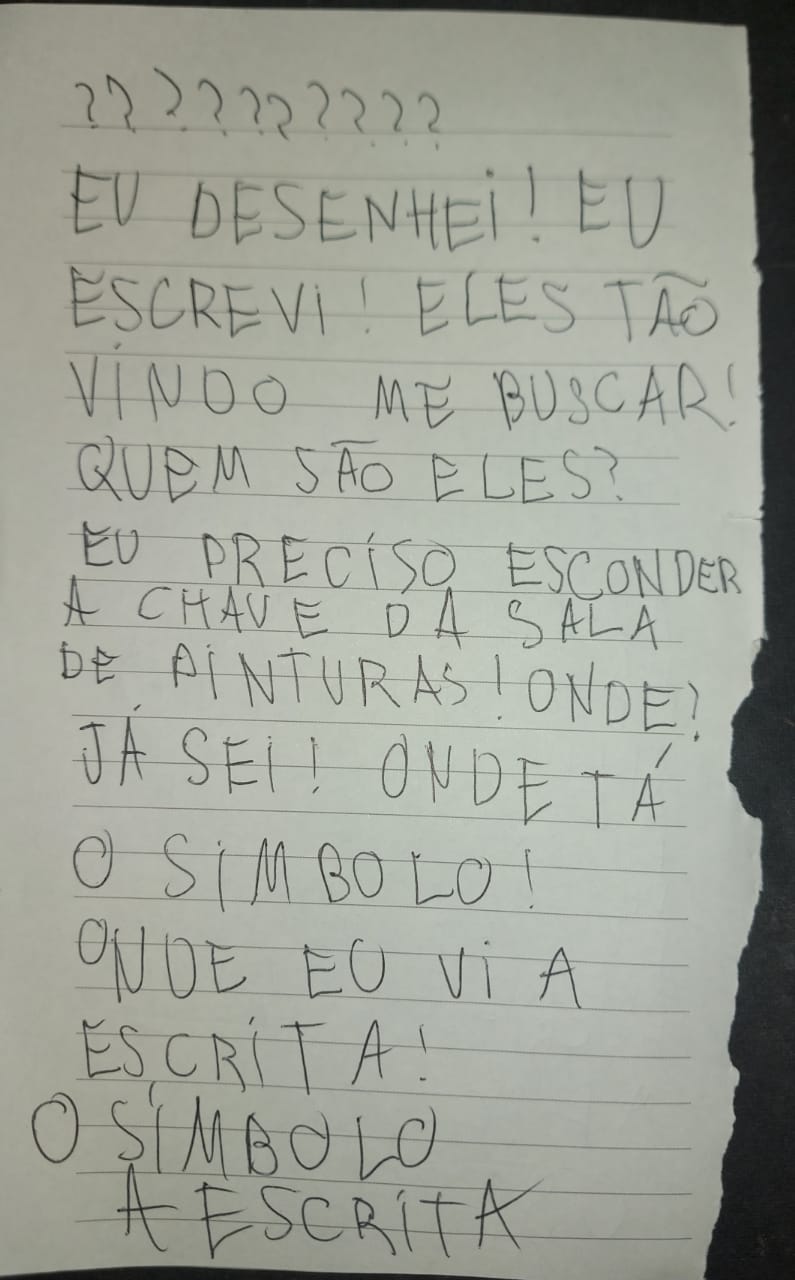 ??????????
EU DESENHEI! EU
ESCREVI! ELES TÃO
VINDO ME BUSCAR!
QUEM SÃO ELES?
EU PRECISO ESCONDER
A CHAVE DA SALA
DE PINTURAS! ONDE?
JÁ SEI! ONDE TÁ
O SIMBOLO!
ONDE EU VI A
ESCRITA!
O SÍMBOLO
A ESCRITA